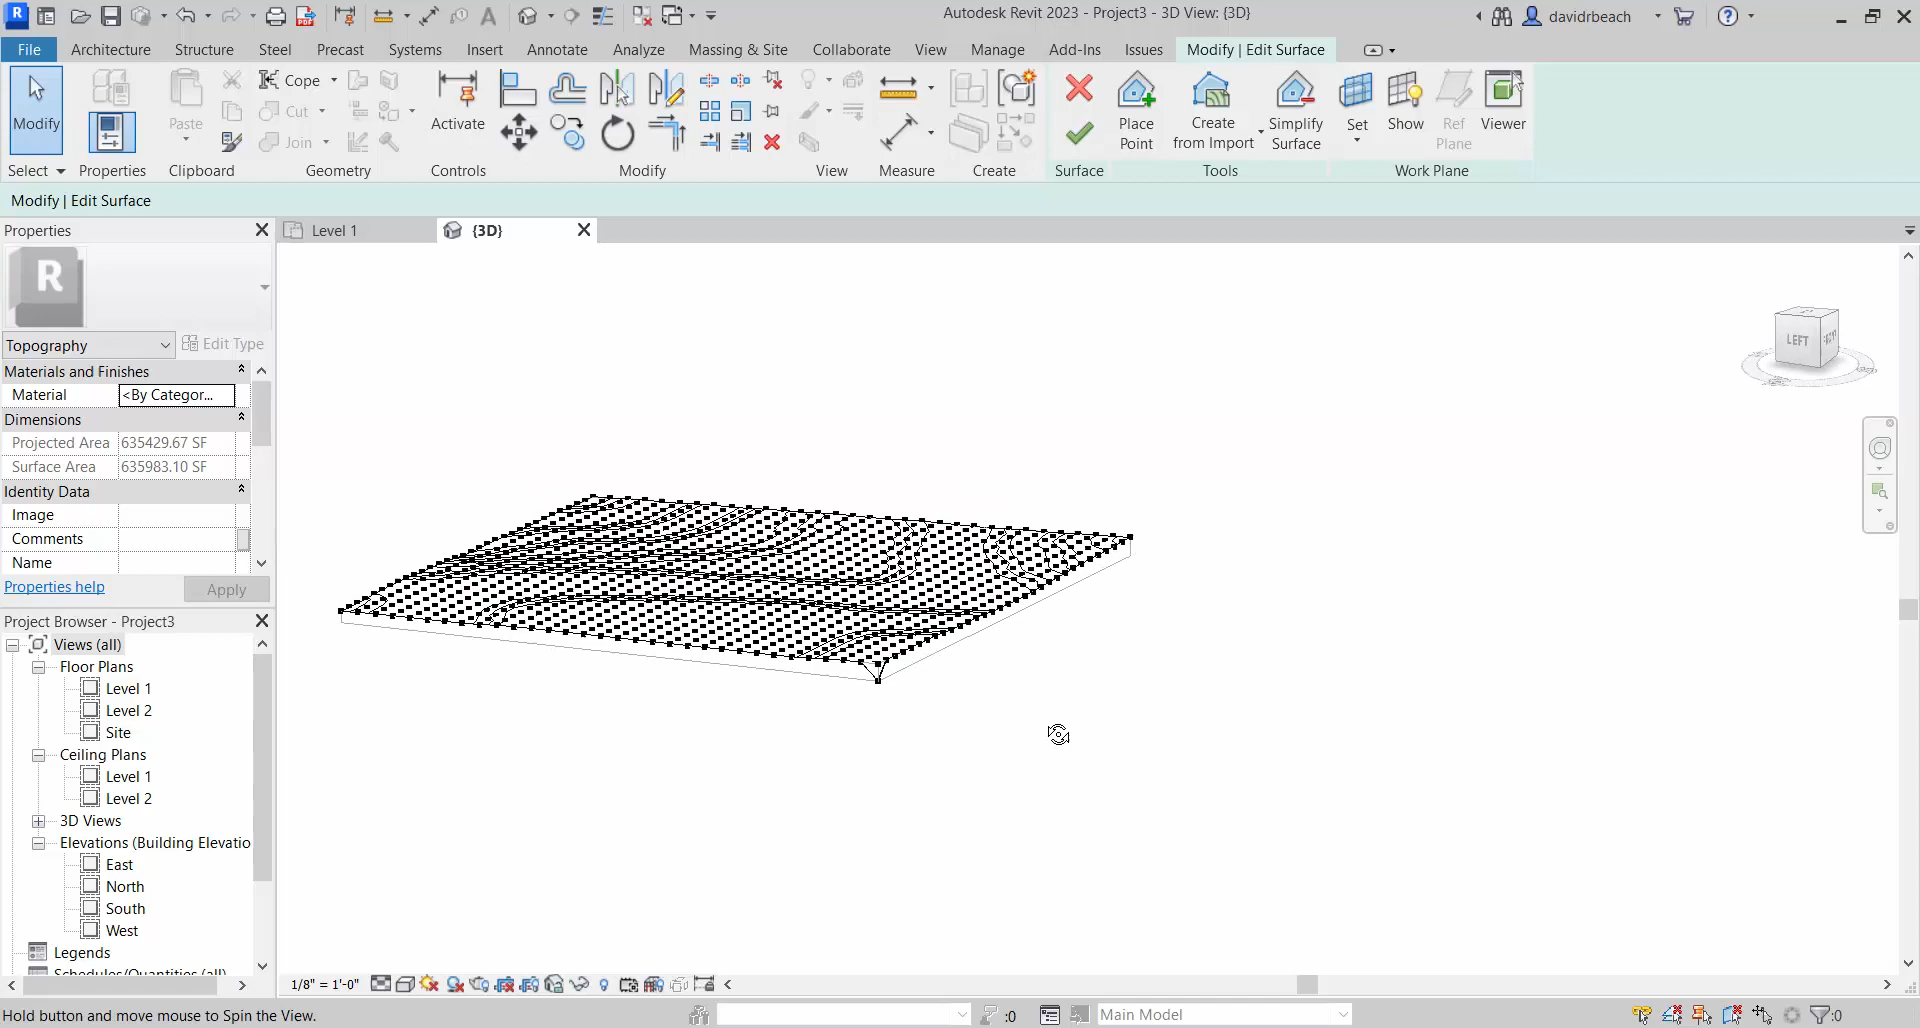 Autodesk Revit 2023 - Project3 - 3D View: {3D}
davidrbeach
File Architecture Structure Steel Precast Systems Insert Annotate Analyze Massing & Site Collaborate View Manage Add-Ins Issues Modify | Edit Surface
Modify
Paste
Cope
Cut
Join
Activate
Place Point
Create from Import
Simplify Surface
Set
Show
Ref Plane
Viewer
Select Properties Clipboard Geometry Controls Modify View Measure Create Surface Tools Work Plane
Modify | Edit Surface
Properties
Level 1
{3D}
R
Topography
Edit Type
Materials and Finishes
Material <By Categor...
Dimensions
Projected Area 635429.67 SF
Surface Area 635983.10 SF
Identity Data
Image
Comments
Name
Properties help
Apply
LEFT
Project Browser - Project3
Views (all)
Floor Plans
Level 1
Level 2
Site
Ceiling Plans
Level 1
Level 2
3D Views
Elevations (Building Elevatio
East
North
South
West
Legends
Schedules/Quantities (all)
1/8" = 1'-0"
Hold button and move mouse to Spin the View.
:0
Main Model
:0